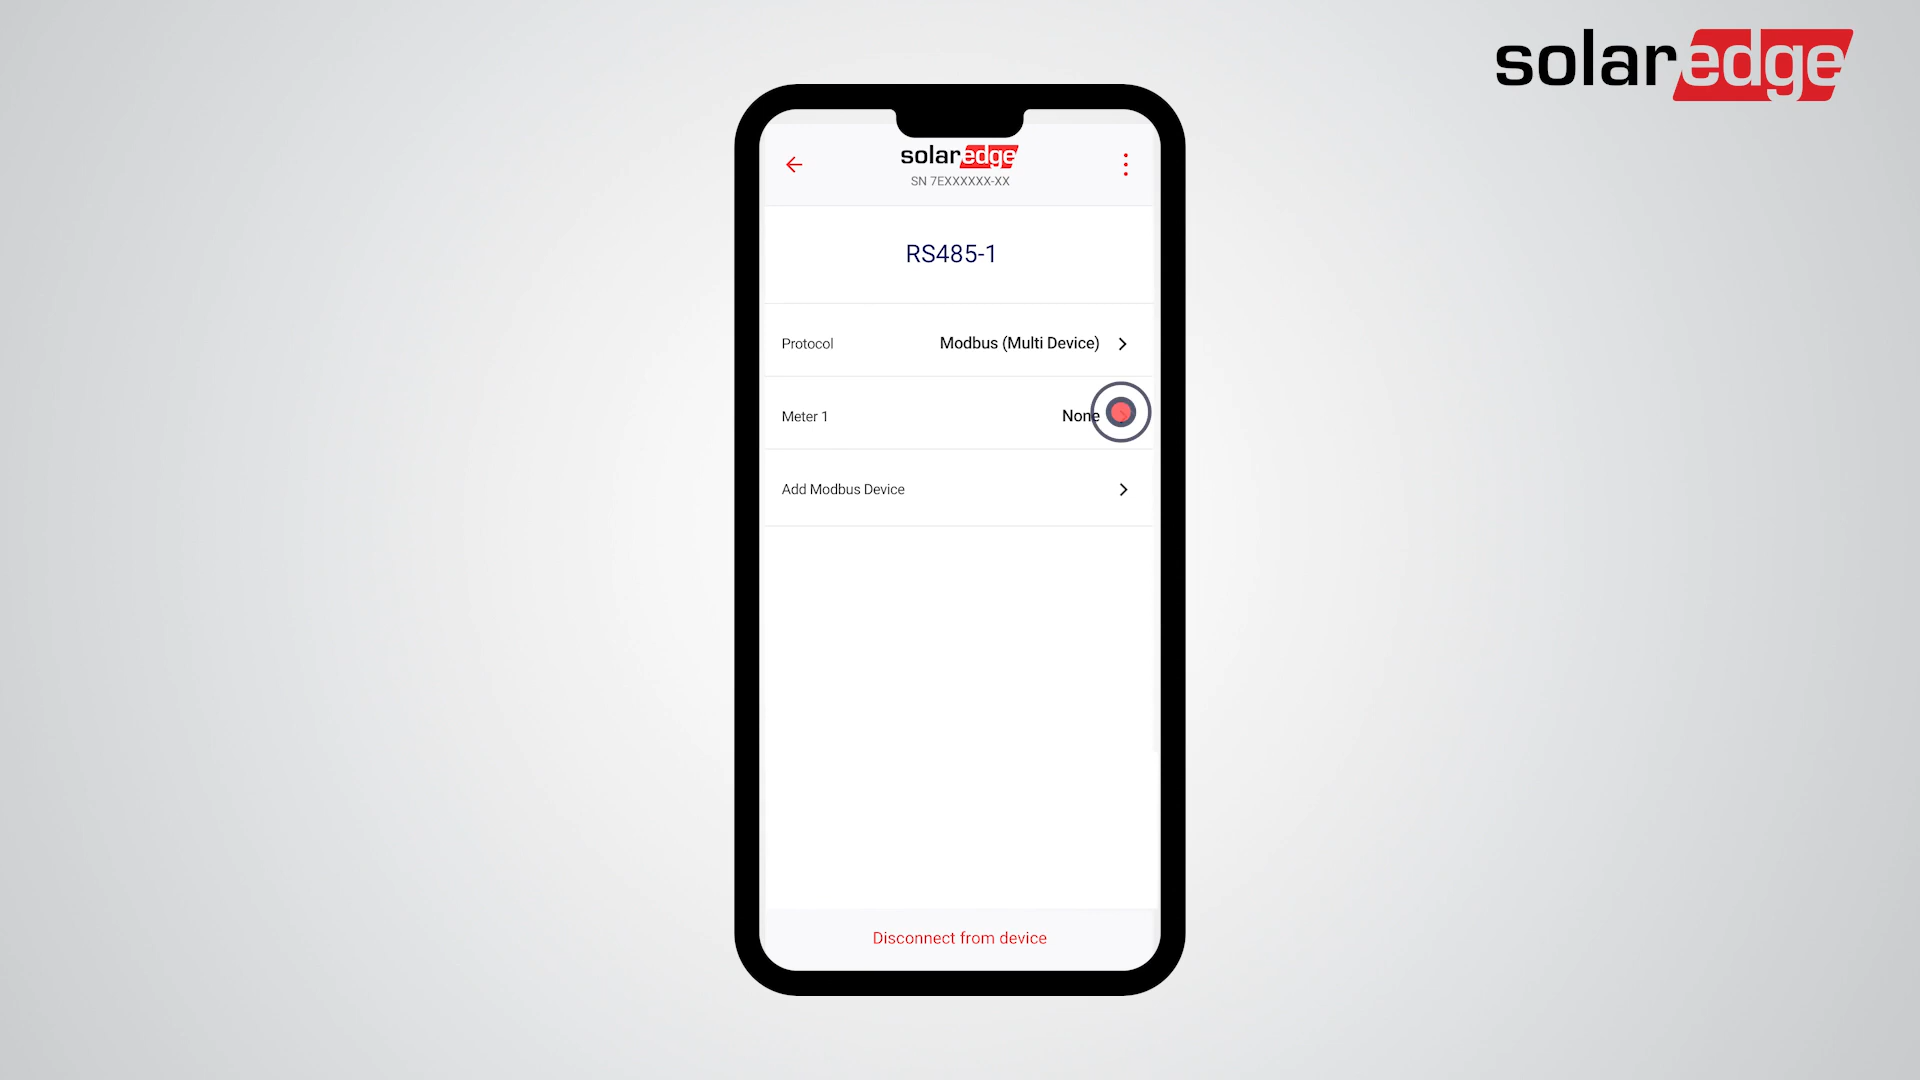 solaredge
solaredge
SN 7EXXXXXX-XX
RS485-1
Protocol Modbus (Multi Device)
Meter 1 None
Add Modbus Device
Disconnect from device